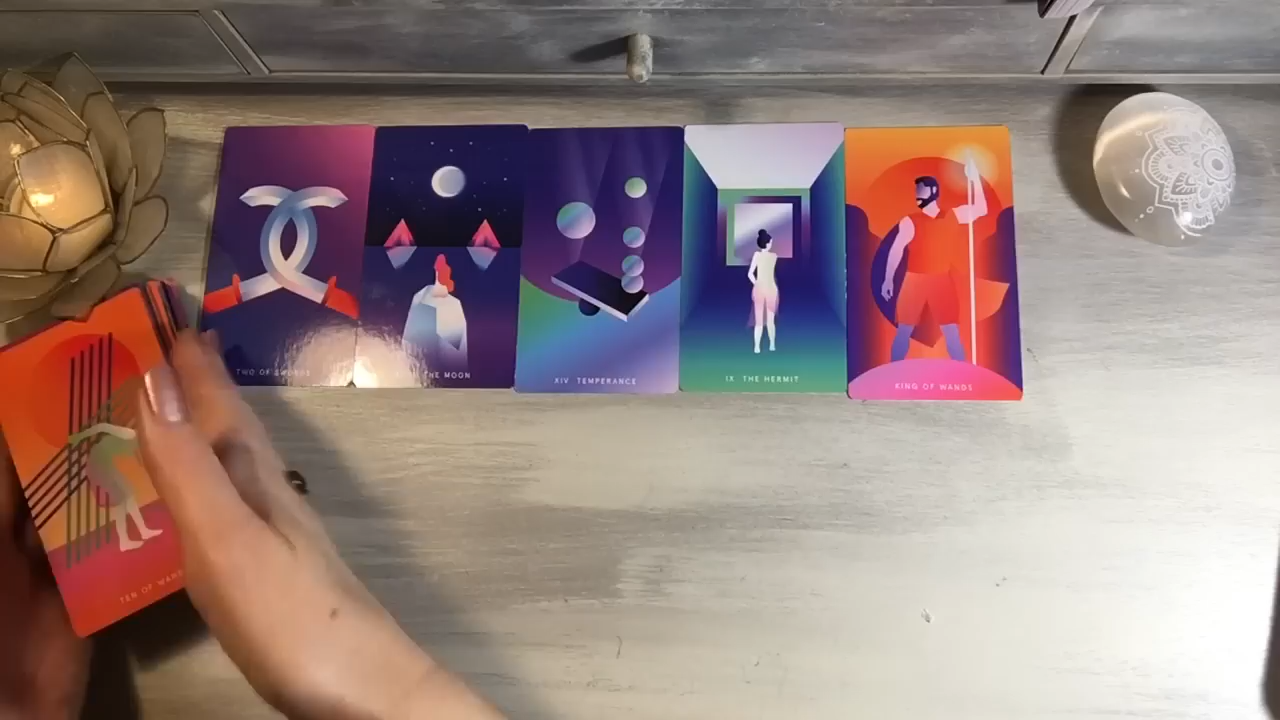 TWO OF SWORDS
THE MOON
XIV TEMPERANCE
IX THE HERMIT
KING OF WANDS
TEN OF WANDS